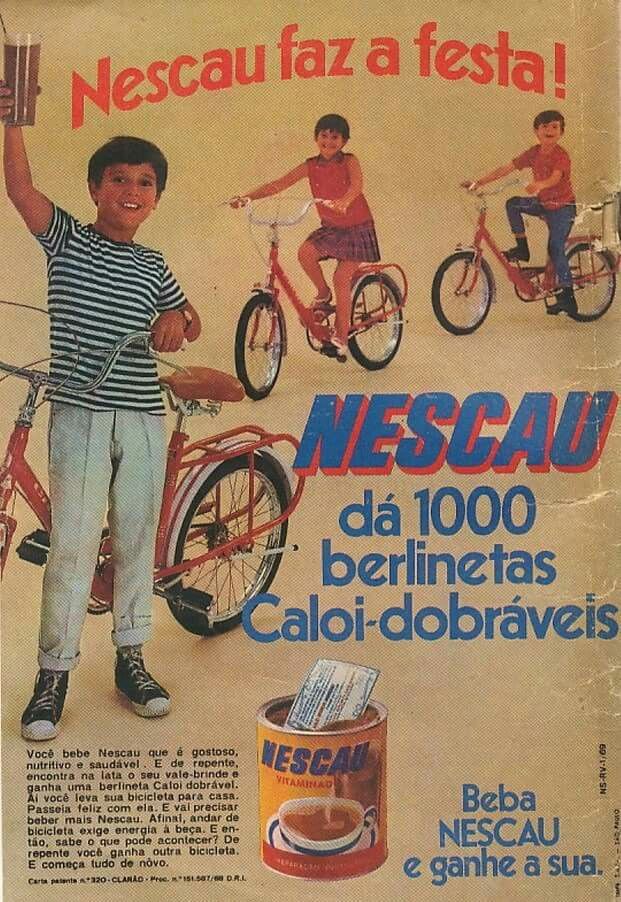 Nescau faz a festa!
NESCAU
dá 1000
berlinetas
Caloi-dobráveis
NESCAU
VITAMINADO
Você bebe Nescau que é gostoso,
nutritivo e saudável. E de repente,
encontra na lata o seu vale-brinde e
ganha uma berlineta Caloi dobrável.
Aí você leva sua bicicleta para casa.
Passeia feliz com ela. E vai precisar
beber mais Nescau. Afinal, andar de
bicicleta exige energia à beça. E en-
tão, sabe o que pode acontecer? De
repente você ganha outra bicicleta.
E começa tudo de nôvo.
Carta patente n.º 320 - CLARÃO - Proc. n.º 151.587/68 D.R.I.
Beba
NESCAU
e ganhe a sua.
NS-RV-1/69
SÃO PAULO